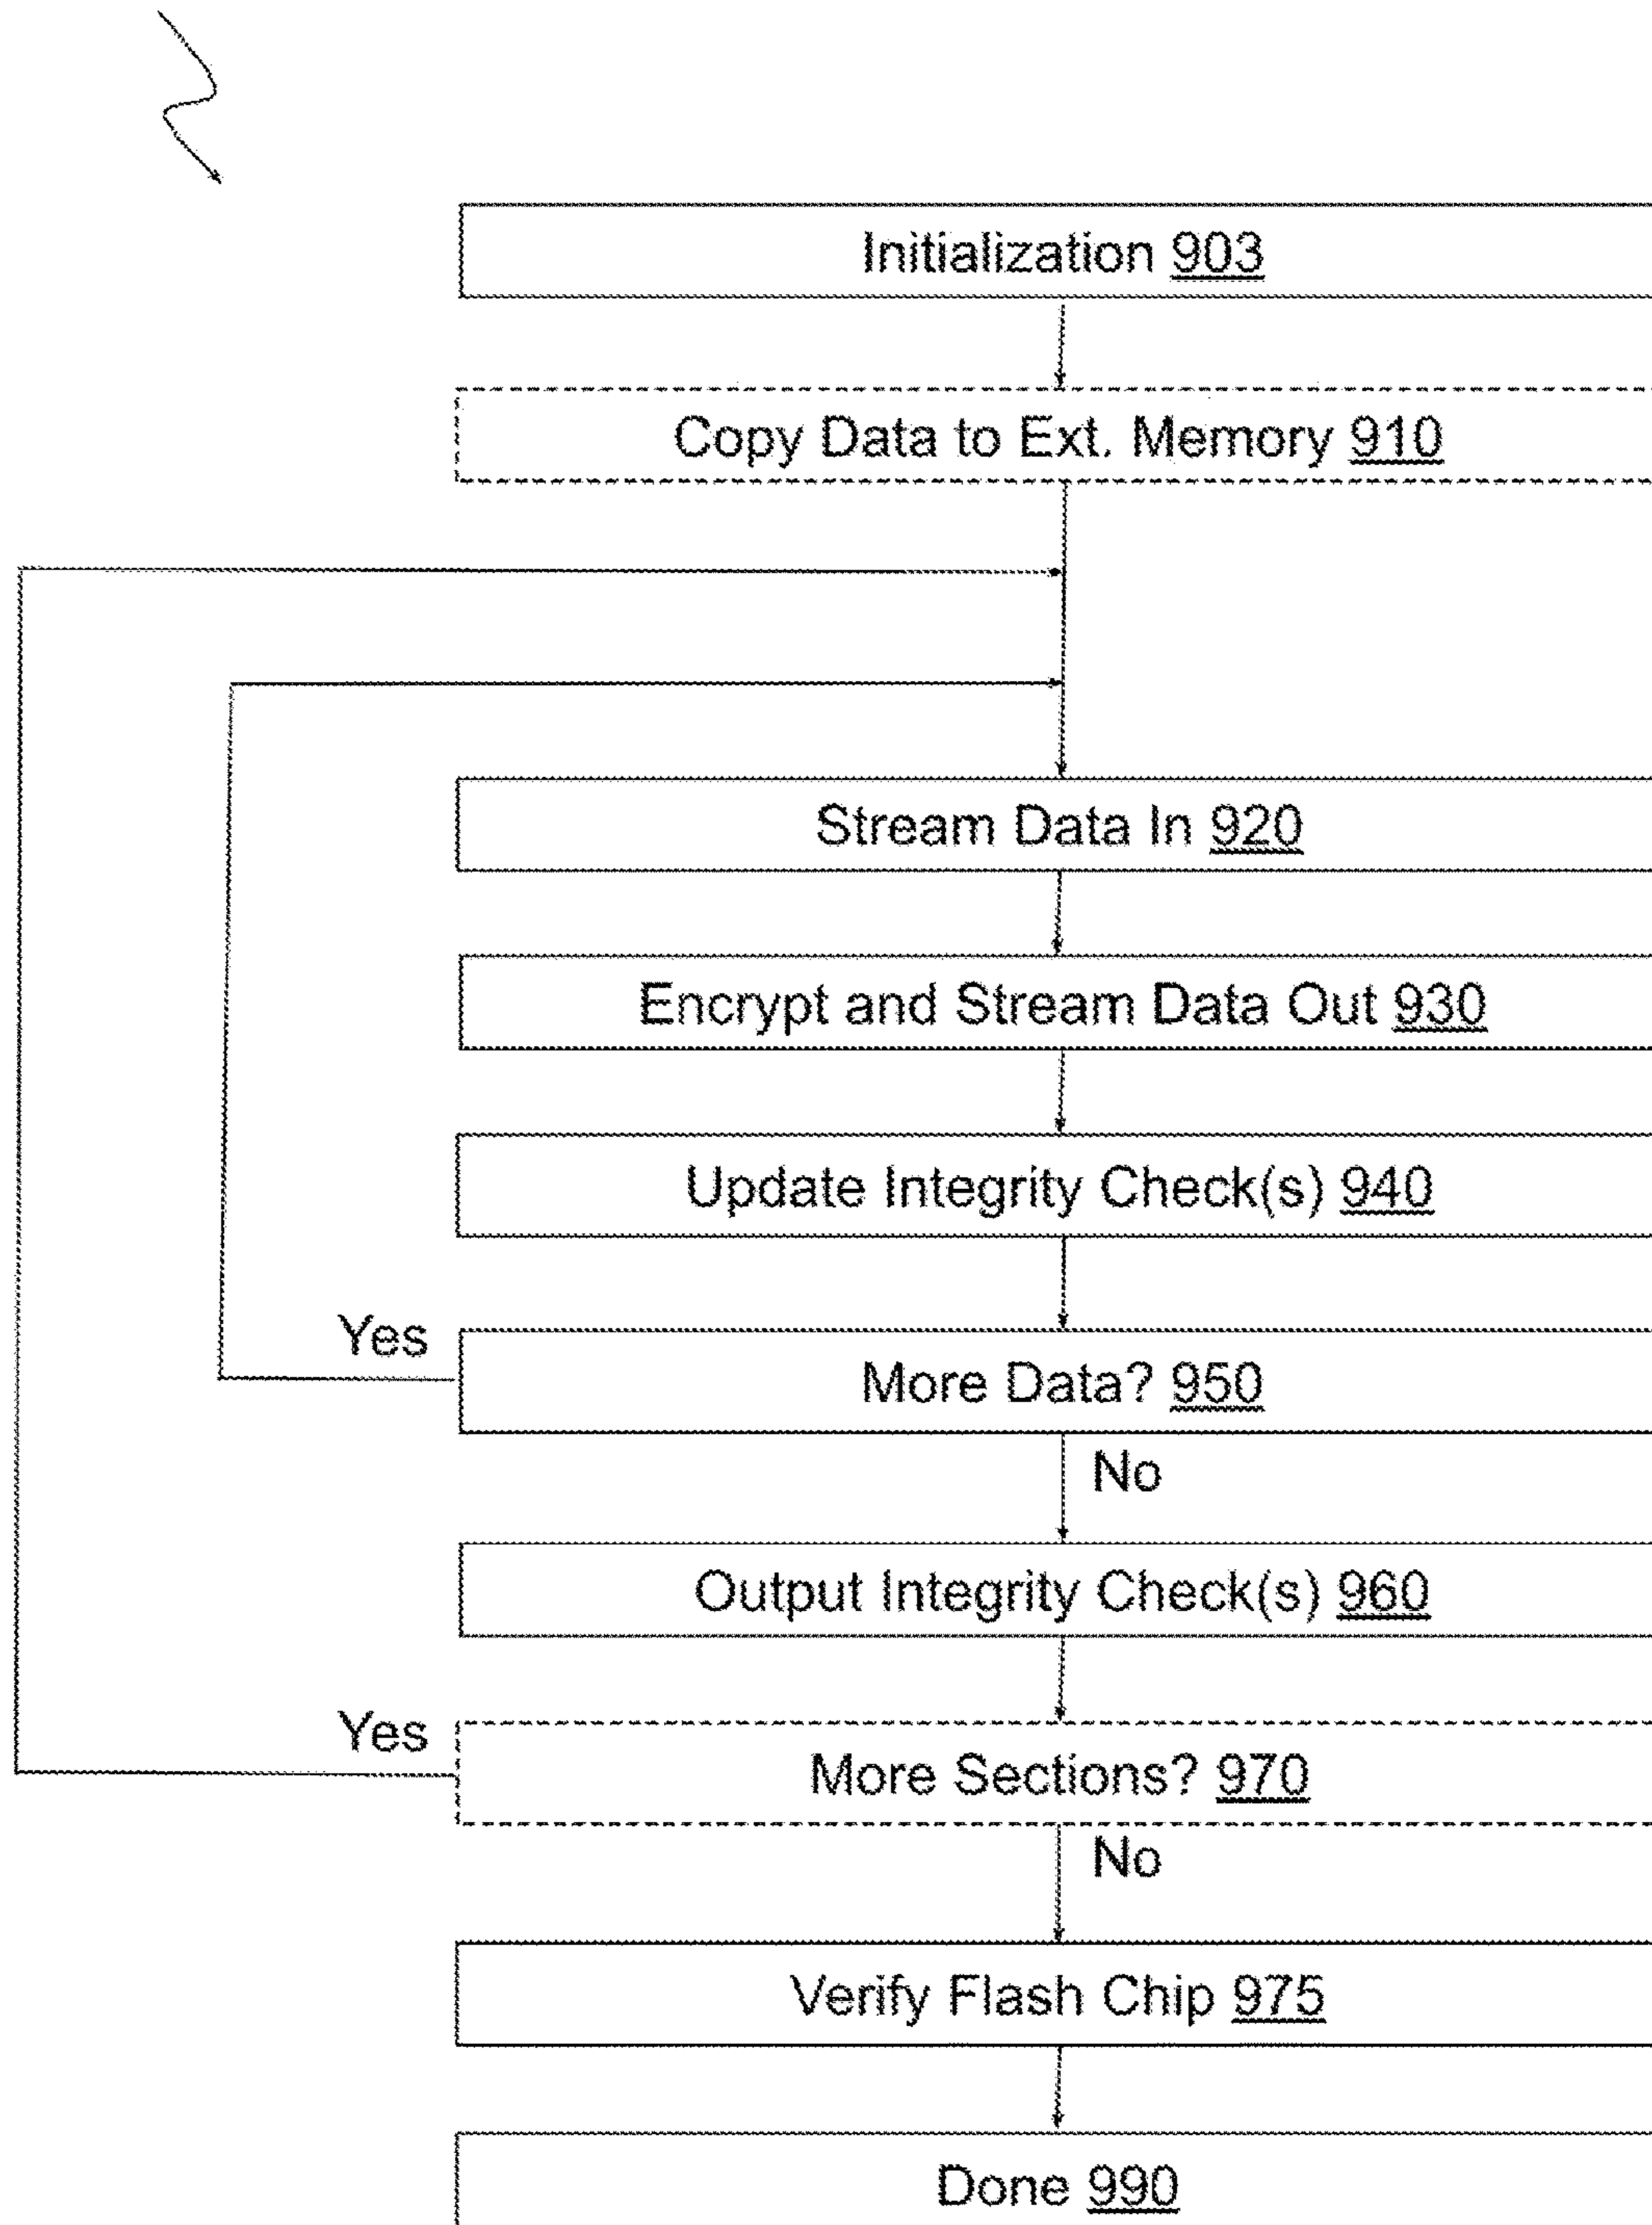 Initialization 903
Copy Data to Ext. Memory 910
Stream Data In 920
Encrypt and Stream Data Out 930
Update Integrity Check(s) 940
Yes
More Data? 950
No
Output Integrity Check(s) 960
Yes
More Sections? 970
No
Verify Flash Chip 975
Done 990